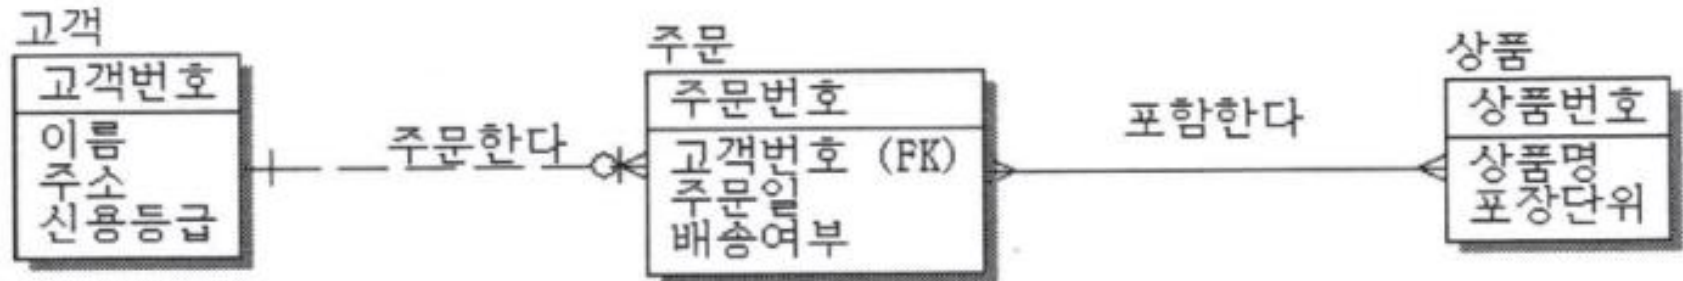 고객
고객번호
이름
주소
신용등급
주문한다
주문
주문번호
고객번호 (FK)
주문일
배송여부
포함한다
상품
상품번호
상품명
포장단위